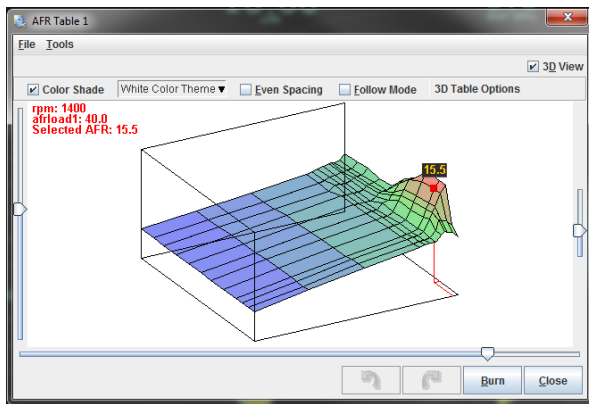 AFR Table 1
File Tools
3D View
Color Shade White Color Theme Even Spacing Follow Mode 3D Table Options
rpm: 1400
afrload1: 40.0
Selected AFR: 15.5
15.5
Burn Close